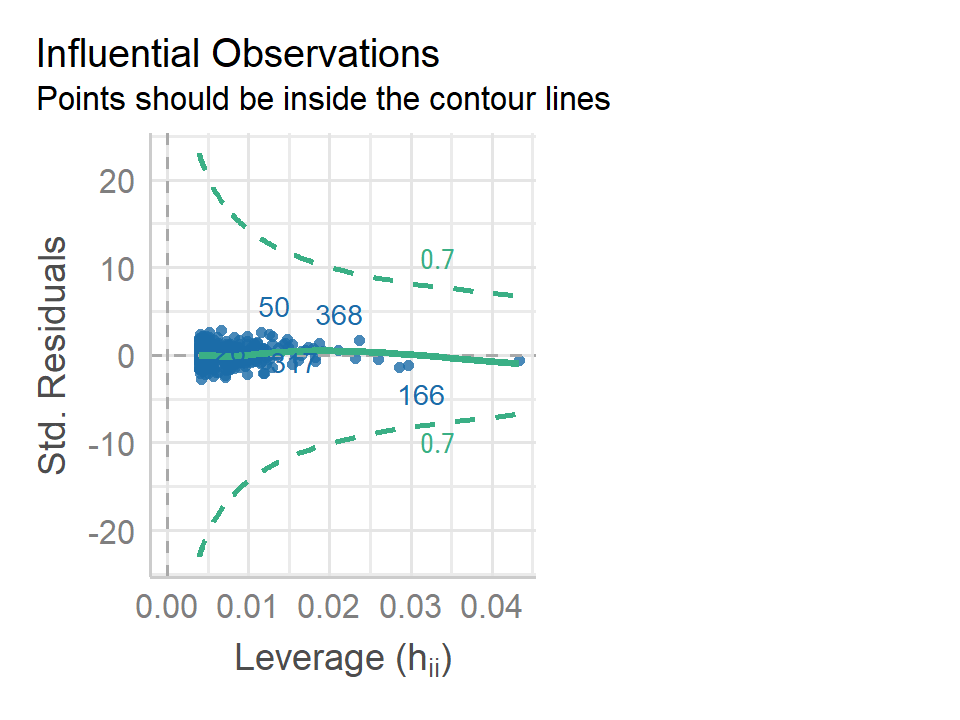 Influential Observations
Points should be inside the contour lines
Std. Residuals
20
10
0
-10
-20
0.7
50
368
317
166
0.7
0.00 0.01 0.02 0.03 0.04
Leverage (hii)